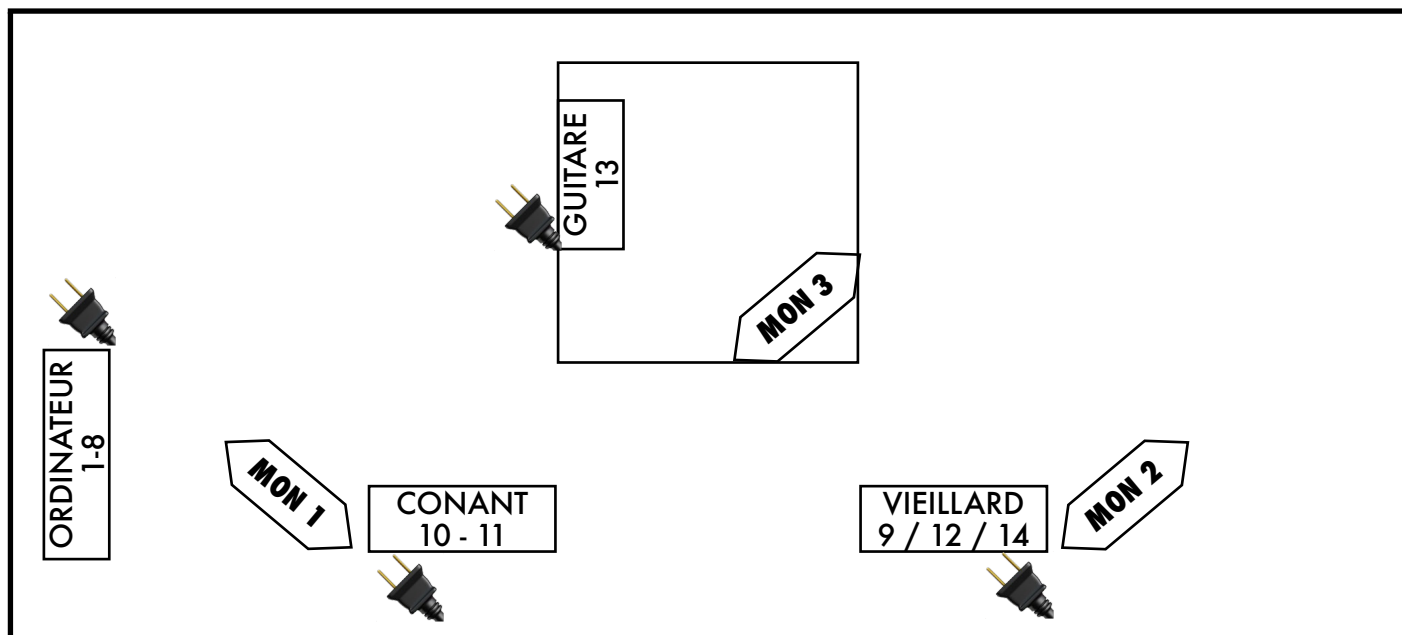 GUITARE
13
MON 3
ORDINATEUR
1-8
MON 1
CONANT
10 - 11
VIEILLARD
9 / 12 / 14
MON 2